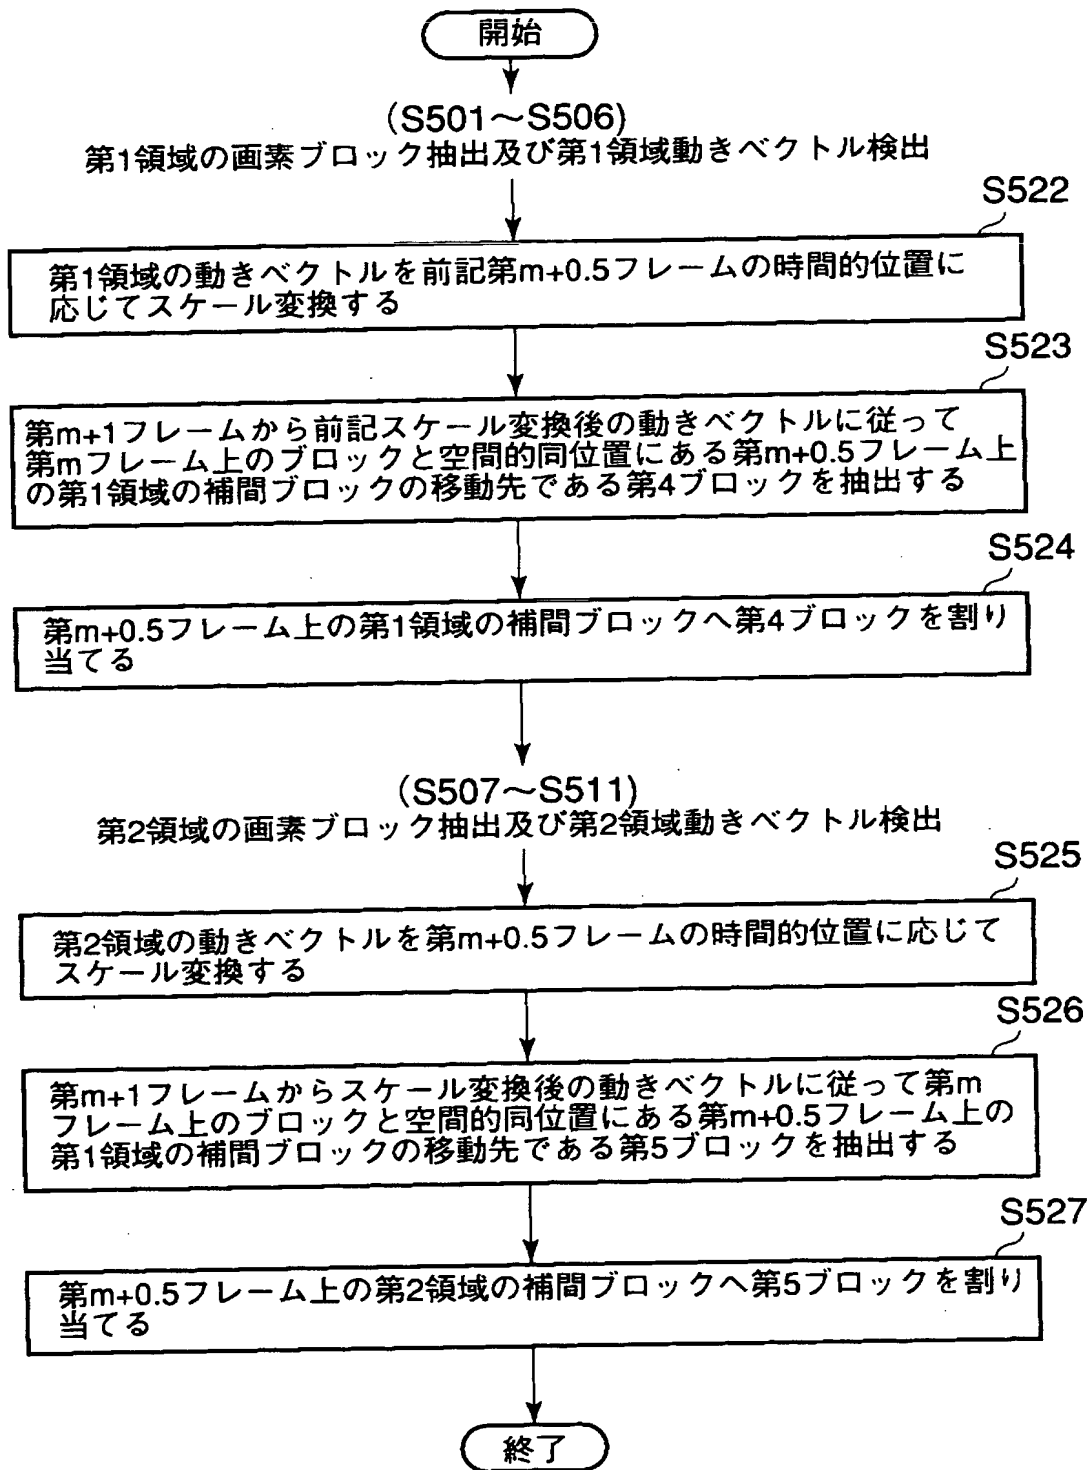 開始
(S501～S506)
第1領域の画素ブロック抽出及び第1領域動きベクトル検出
S522
第1領域の動きベクトルを前記第m+0.5フレームの時間的位置に
応じてスケール変換する
S523
第m+1フレームから前記スケール変換後の動きベクトルに従って
第mフレーム上のブロックと空間的同位置にある第m+0.5フレーム上
の第1領域の補間ブロックの移動先である第4ブロックを抽出する
S524
第m+0.5フレーム上の第1領域の補間ブロックへ第4ブロックを割り
当てる
(S507～S511)
第2領域の画素ブロック抽出及び第2領域動きベクトル検出
S525
第2領域の動きベクトルを第m+0.5フレームの時間的位置に応じて
スケール変換する
S526
第m+1フレームからスケール変換後の動きベクトルに従って第m
フレーム上のブロックと空間的同位置にある第m+0.5フレーム上の
第1領域の補間ブロックの移動先である第5ブロックを抽出する
S527
第m+0.5フレーム上の第2領域の補間ブロックへ第5ブロックを割り
当てる
終了